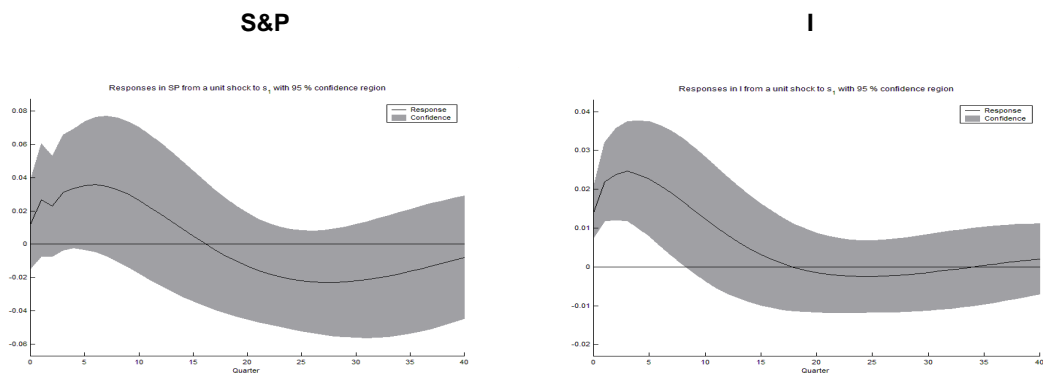 S&P
I
S&P
I
Responses in SP from a unit shock to s₁ with 95 % confidence region
Response
Confidence
0.08
0.06
0.04
0.02
0
-0.02
-0.04
-0.06
0
5
10
15
20
25
30
35
40
Quarter
Responses in I from a unit shock to s₁ with 95 % confidence region
Response
Confidence
0.04
0.03
0.02
0.01
0
-0.01
-0.02
0
5
10
15
20
25
30
35
40
Quarter